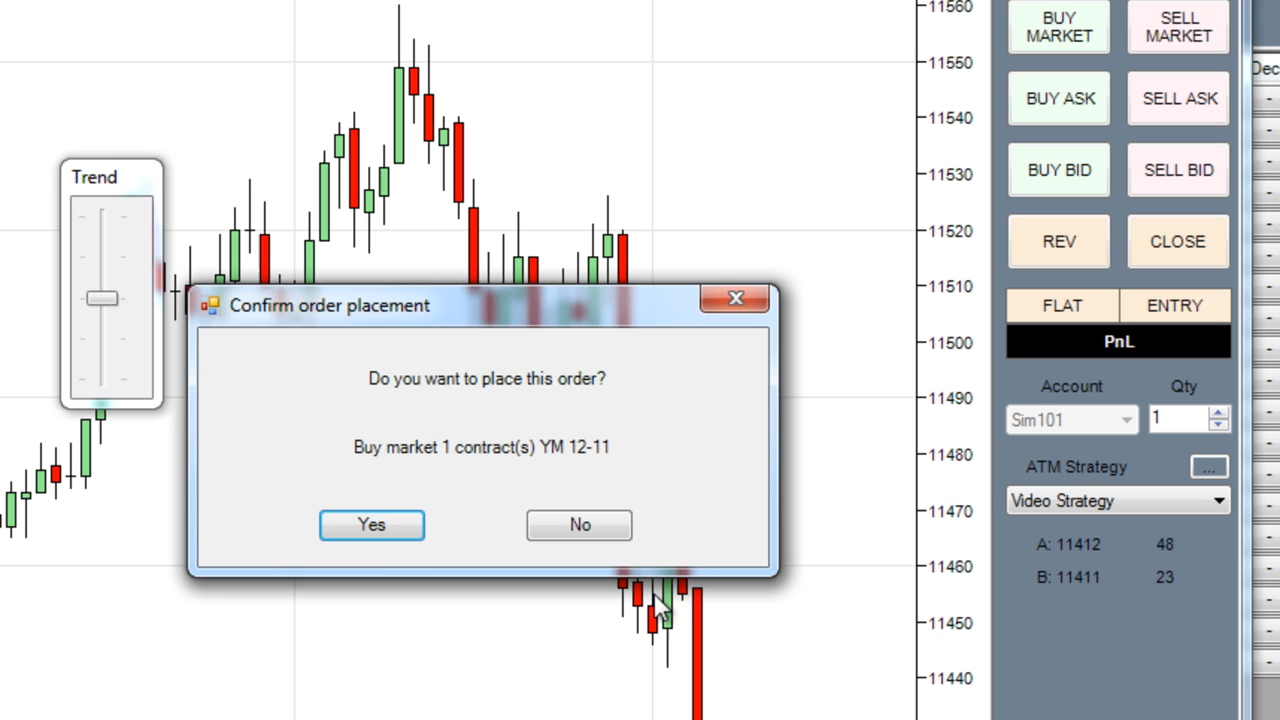 Trend
Confirm order placement
Do you want to place this order?
Buy market 1 contract(s) YM 12-11
Yes
No
11560
11550
11540
11530
11520
11510
11500
11490
11480
11470
11460
11450
11440
BUY MARKET
SELL MARKET
BUY ASK
SELL ASK
BUY BID
SELL BID
REV
CLOSE
FLAT
ENTRY
PnL
Account
Qty
Sim101
1
ATM Strategy
...
Video Strategy
A: 11412 48
B: 11411 23
Dec